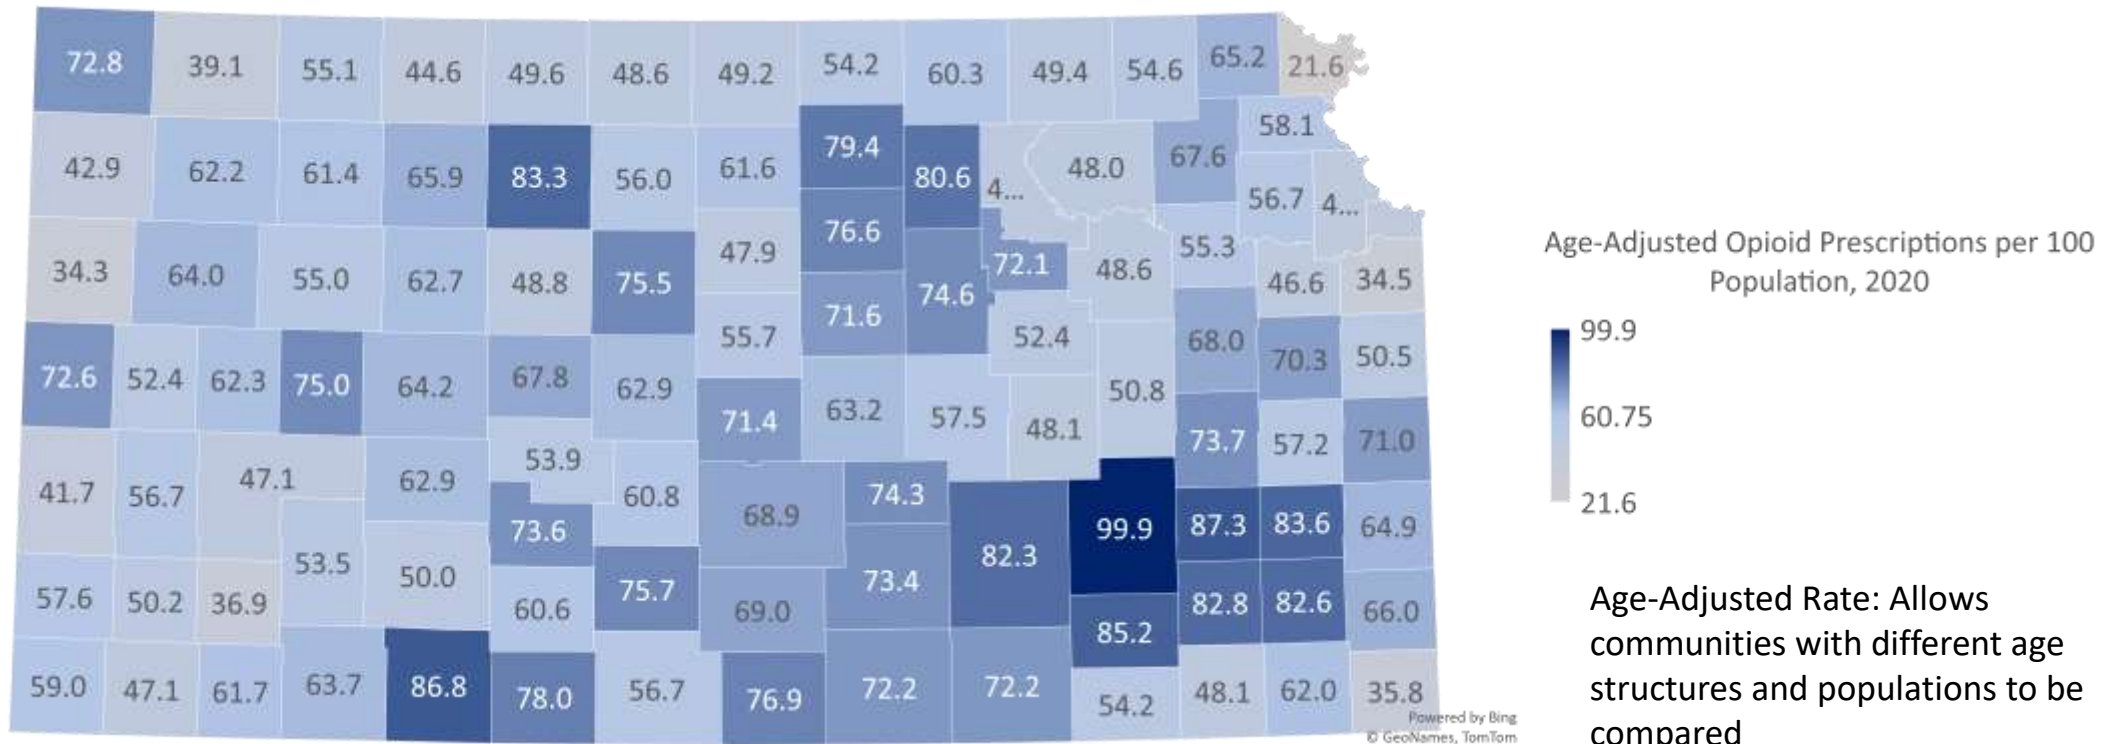 72.8 39.1 55.1 44.6 49.6 48.6 49.2 54.2 60.3 49.4 54.6 65.2 21.6
58.1
42.9 62.2 61.4 65.9 83.3 56.0 61.6 79.4 80.6 4... 48.0 67.6
56.7 4...
34.3 64.0 55.0 62.7 48.8 75.5 47.9 76.6 74.6 72.1 48.6 55.3 46.6 34.5
71.6
72.6 52.4 62.3 75.0 64.2 67.8 62.9 55.7 52.4 68.0 70.3 50.5
71.4 63.2 57.5 48.1 50.8 73.7 57.2 71.0
41.7 56.7 47.1 62.9 53.9 60.8 68.9 74.3
73.6 82.3 99.9 87.3 83.6 64.9
57.6 50.2 36.9 53.5 50.0 60.6 75.7 69.0 73.4 85.2 82.8 82.6 66.0
59.0 47.1 61.7 63.7 86.8 78.0 56.7 76.9 72.2 72.2 54.2 48.1 62.0 35.8
Powered by Bing
© GeoNames, TomTom
Age-Adjusted Opioid Prescriptions per 100
Population, 2020
99.9
60.75
21.6
Age-Adjusted Rate: Allows
communities with different age
structures and populations to be
compared